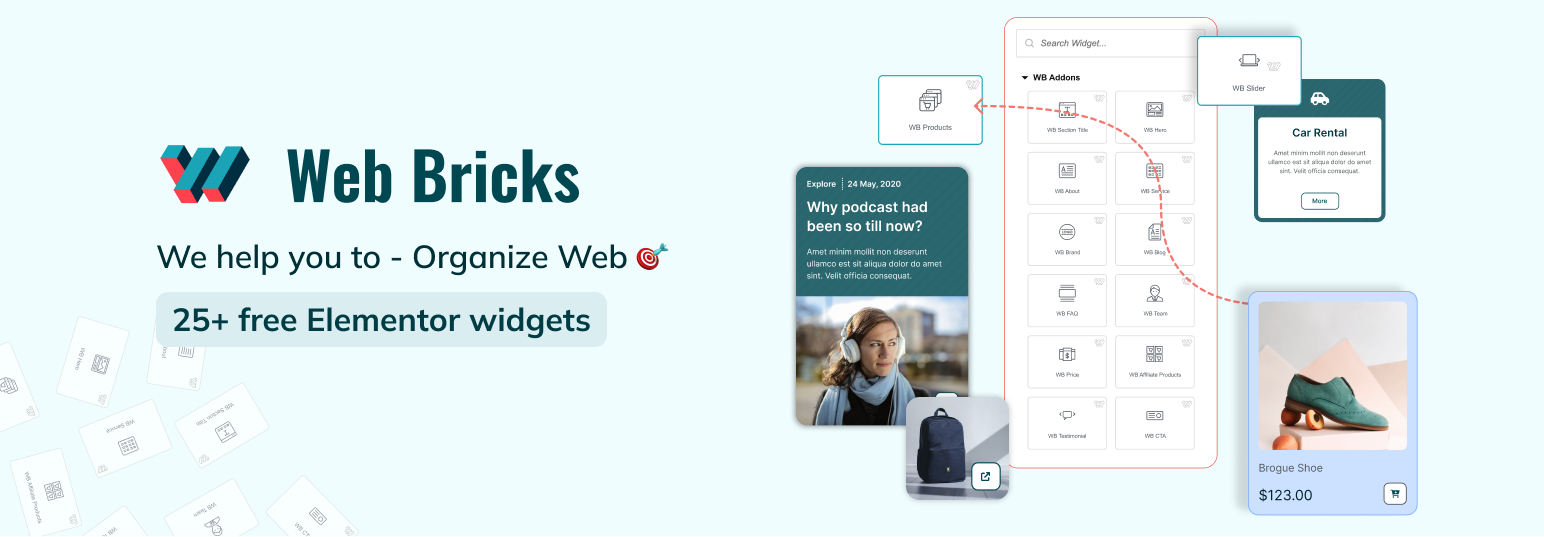 Web Bricks
We help you to - Organize Web
25+ free Elementor widgets
WB Hero
WB Service
WB Section Title
WB Affiliate Products
WB Team
WB Products
Explore
24 May, 2020
Why podcast had
been so till now?
Amet minim mollit non deserunt
ullamco est sit aliqua dolor do amet
sint. Velit officia consequat.
Search Widget...
WB Addons
WB Section Title
WB Hero
WB About
WB Service
WB Brand
WB Blog
WB FAQ
WB Team
WB Price
WB Affiliate Products
WB Testimonial
WB CTA
WB Slider
Car Rental
Amet minim mollit non deserunt
ullamco est sit aliqua dolor do amet
sint. Velit officia consequat.
More
Brogue Shoe
$123.00